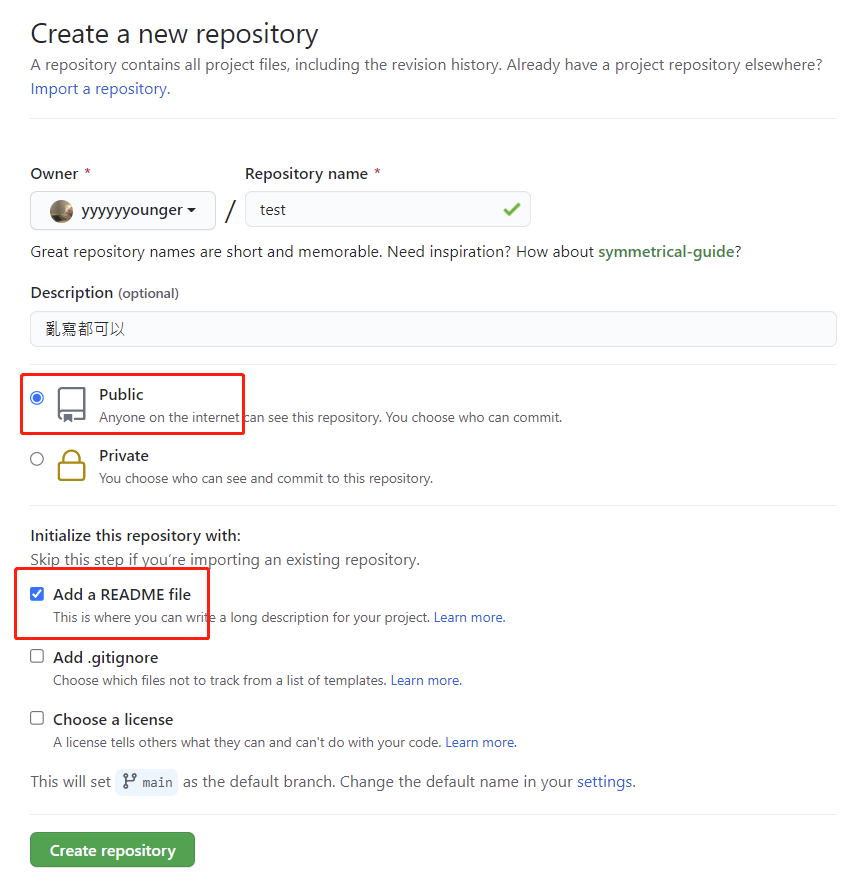 Create a new repository
A repository contains all project files, including the revision history. Already have a project repository elsewhere?
Import a repository.
Owner *
Repository name *
yyyyyyounger
/
test
Great repository names are short and memorable. Need inspiration? How about symmetrical-guide?
Description (optional)
亂寫都可以
Public
Anyone on the internet can see this repository. You choose who can commit.
Private
You choose who can see and commit to this repository.
Initialize this repository with:
Skip this step if you're importing an existing repository.
Add a README file
This is where you can write a long description for your project. Learn more.
Add .gitignore
Choose which files not to track from a list of templates. Learn more.
Choose a license
A license tells others what they can and can't do with your code. Learn more.
This will set main as the default branch. Change the default name in your settings.
Create repository